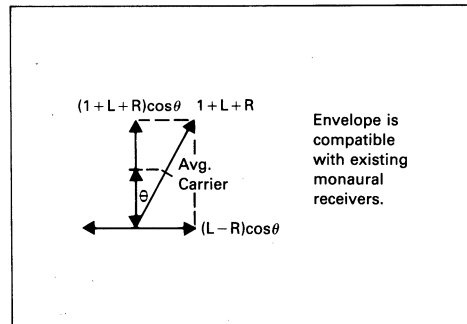 (1+L+R)cosθ 1+L+R
Envelope is
compatible
with existing
monaural
receivers.
Avg.
Carrier
θ
(L−R)cosθ